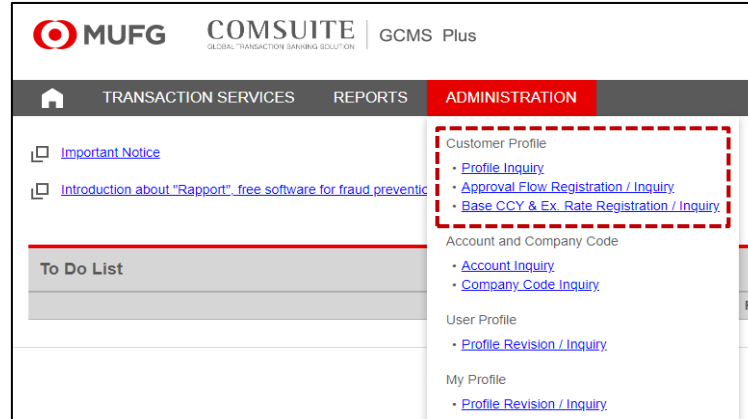 MUFG COMSUITE GCMS Plus
GLOBAL TRANSACTION BANKING SOLUTION
TRANSACTION SERVICES REPORTS ADMINISTRATION
Important Notice
Introduction about "Rapport", free software for fraud preventio
To Do List
Customer Profile
• Profile Inquiry
• Approval Flow Registration / Inquiry
• Base CCY & Ex. Rate Registration / Inquiry
Account and Company Code
• Account Inquiry
• Company Code Inquiry
User Profile
• Profile Revision / Inquiry
My Profile
• Profile Revision / Inquiry